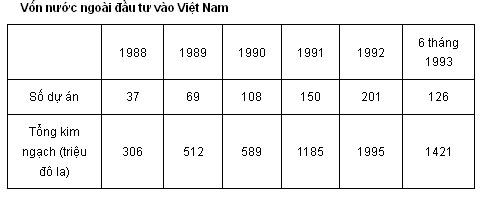 Vốn nước ngoài đầu tư vào Việt Nam
1988 1989 1990 1991 1992 6 tháng
1993
Số dự án 37 69 108 150 201 126
Tổng kim
ngạch (triệu 306 512 589 1185 1995 1421
đô la)